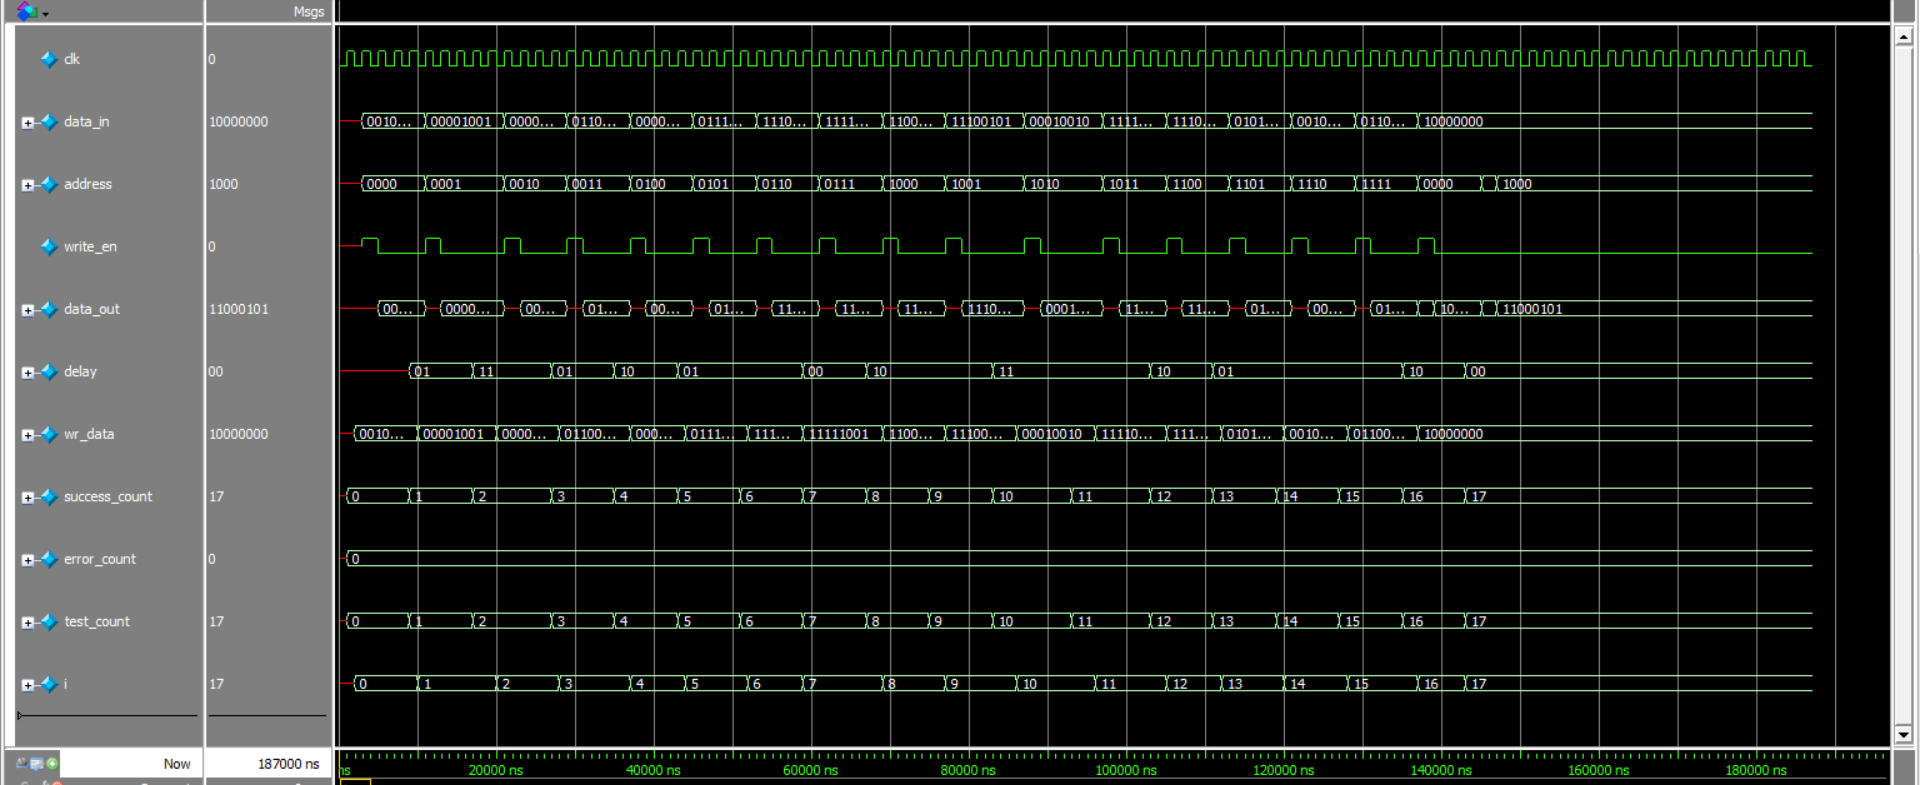 Msgs
clk 0
data_in 10000000 0010... 00001001 0000... 0110... 0000... 0111... 1110... 1111... 1100... 11100101 00010010 1111... 1110... 0101... 0010... 0110... 10000000
address 1000 0000 0001 0010 0011 0100 0101 0110 0111 1000 1001 1010 1011 1100 1101 1110 1111 0000 1000
write_en 0
data_out 11000101 00... 0000... 00... 01... 00... 01... 11... 11... 11... 1110... 0001... 11... 11... 01... 00... 01... 10... 11000101
delay 00 01 11 01 10 01 00 10 11 10 01 10 00
wr_data 10000000 0010... 00001001 0000... 01100... 000... 0111... 111... 11111001 1100... 11100... 00010010 11110... 111... 0101... 0010... 01100... 10000000
success_count 17 0 1 2 3 4 5 6 7 8 9 10 11 12 13 14 15 16 17
error_count 0 0
test_count 17 0 1 2 3 4 5 6 7 8 9 10 11 12 13 14 15 16 17
i 17 0 1 2 3 4 5 6 7 8 9 10 11 12 13 14 15 16 17
Now 187000 ns ns 20000 ns 40000 ns 60000 ns 80000 ns 100000 ns 120000 ns 140000 ns 160000 ns 180000 ns